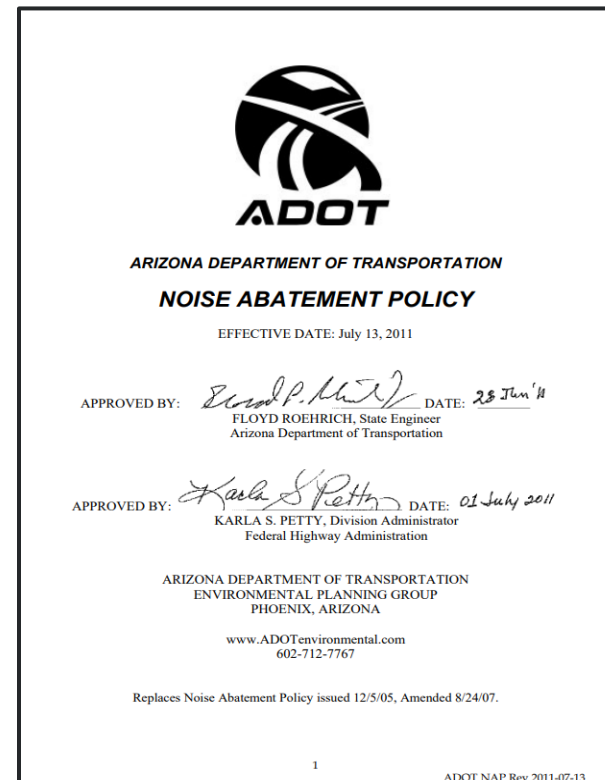 ADOT
ARIZONA DEPARTMENT OF TRANSPORTATION
NOISE ABATEMENT POLICY
EFFECTIVE DATE: July 13, 2011
APPROVED BY: DATE: 28 Jun'11
FLOYD ROEHRICH, State Engineer
Arizona Department of Transportation
APPROVED BY: Karla S Petty DATE: 01 July 2011
KARLA S. PETTY, Division Administrator
Federal Highway Administration
ARIZONA DEPARTMENT OF TRANSPORTATION
ENVIRONMENTAL PLANNING GROUP
PHOENIX, ARIZONA
www.ADOTenvironmental.com
602-712-7767
Replaces Noise Abatement Policy issued 12/5/05, Amended 8/24/07.
1
ADOT NAP Rev 2011-07-13